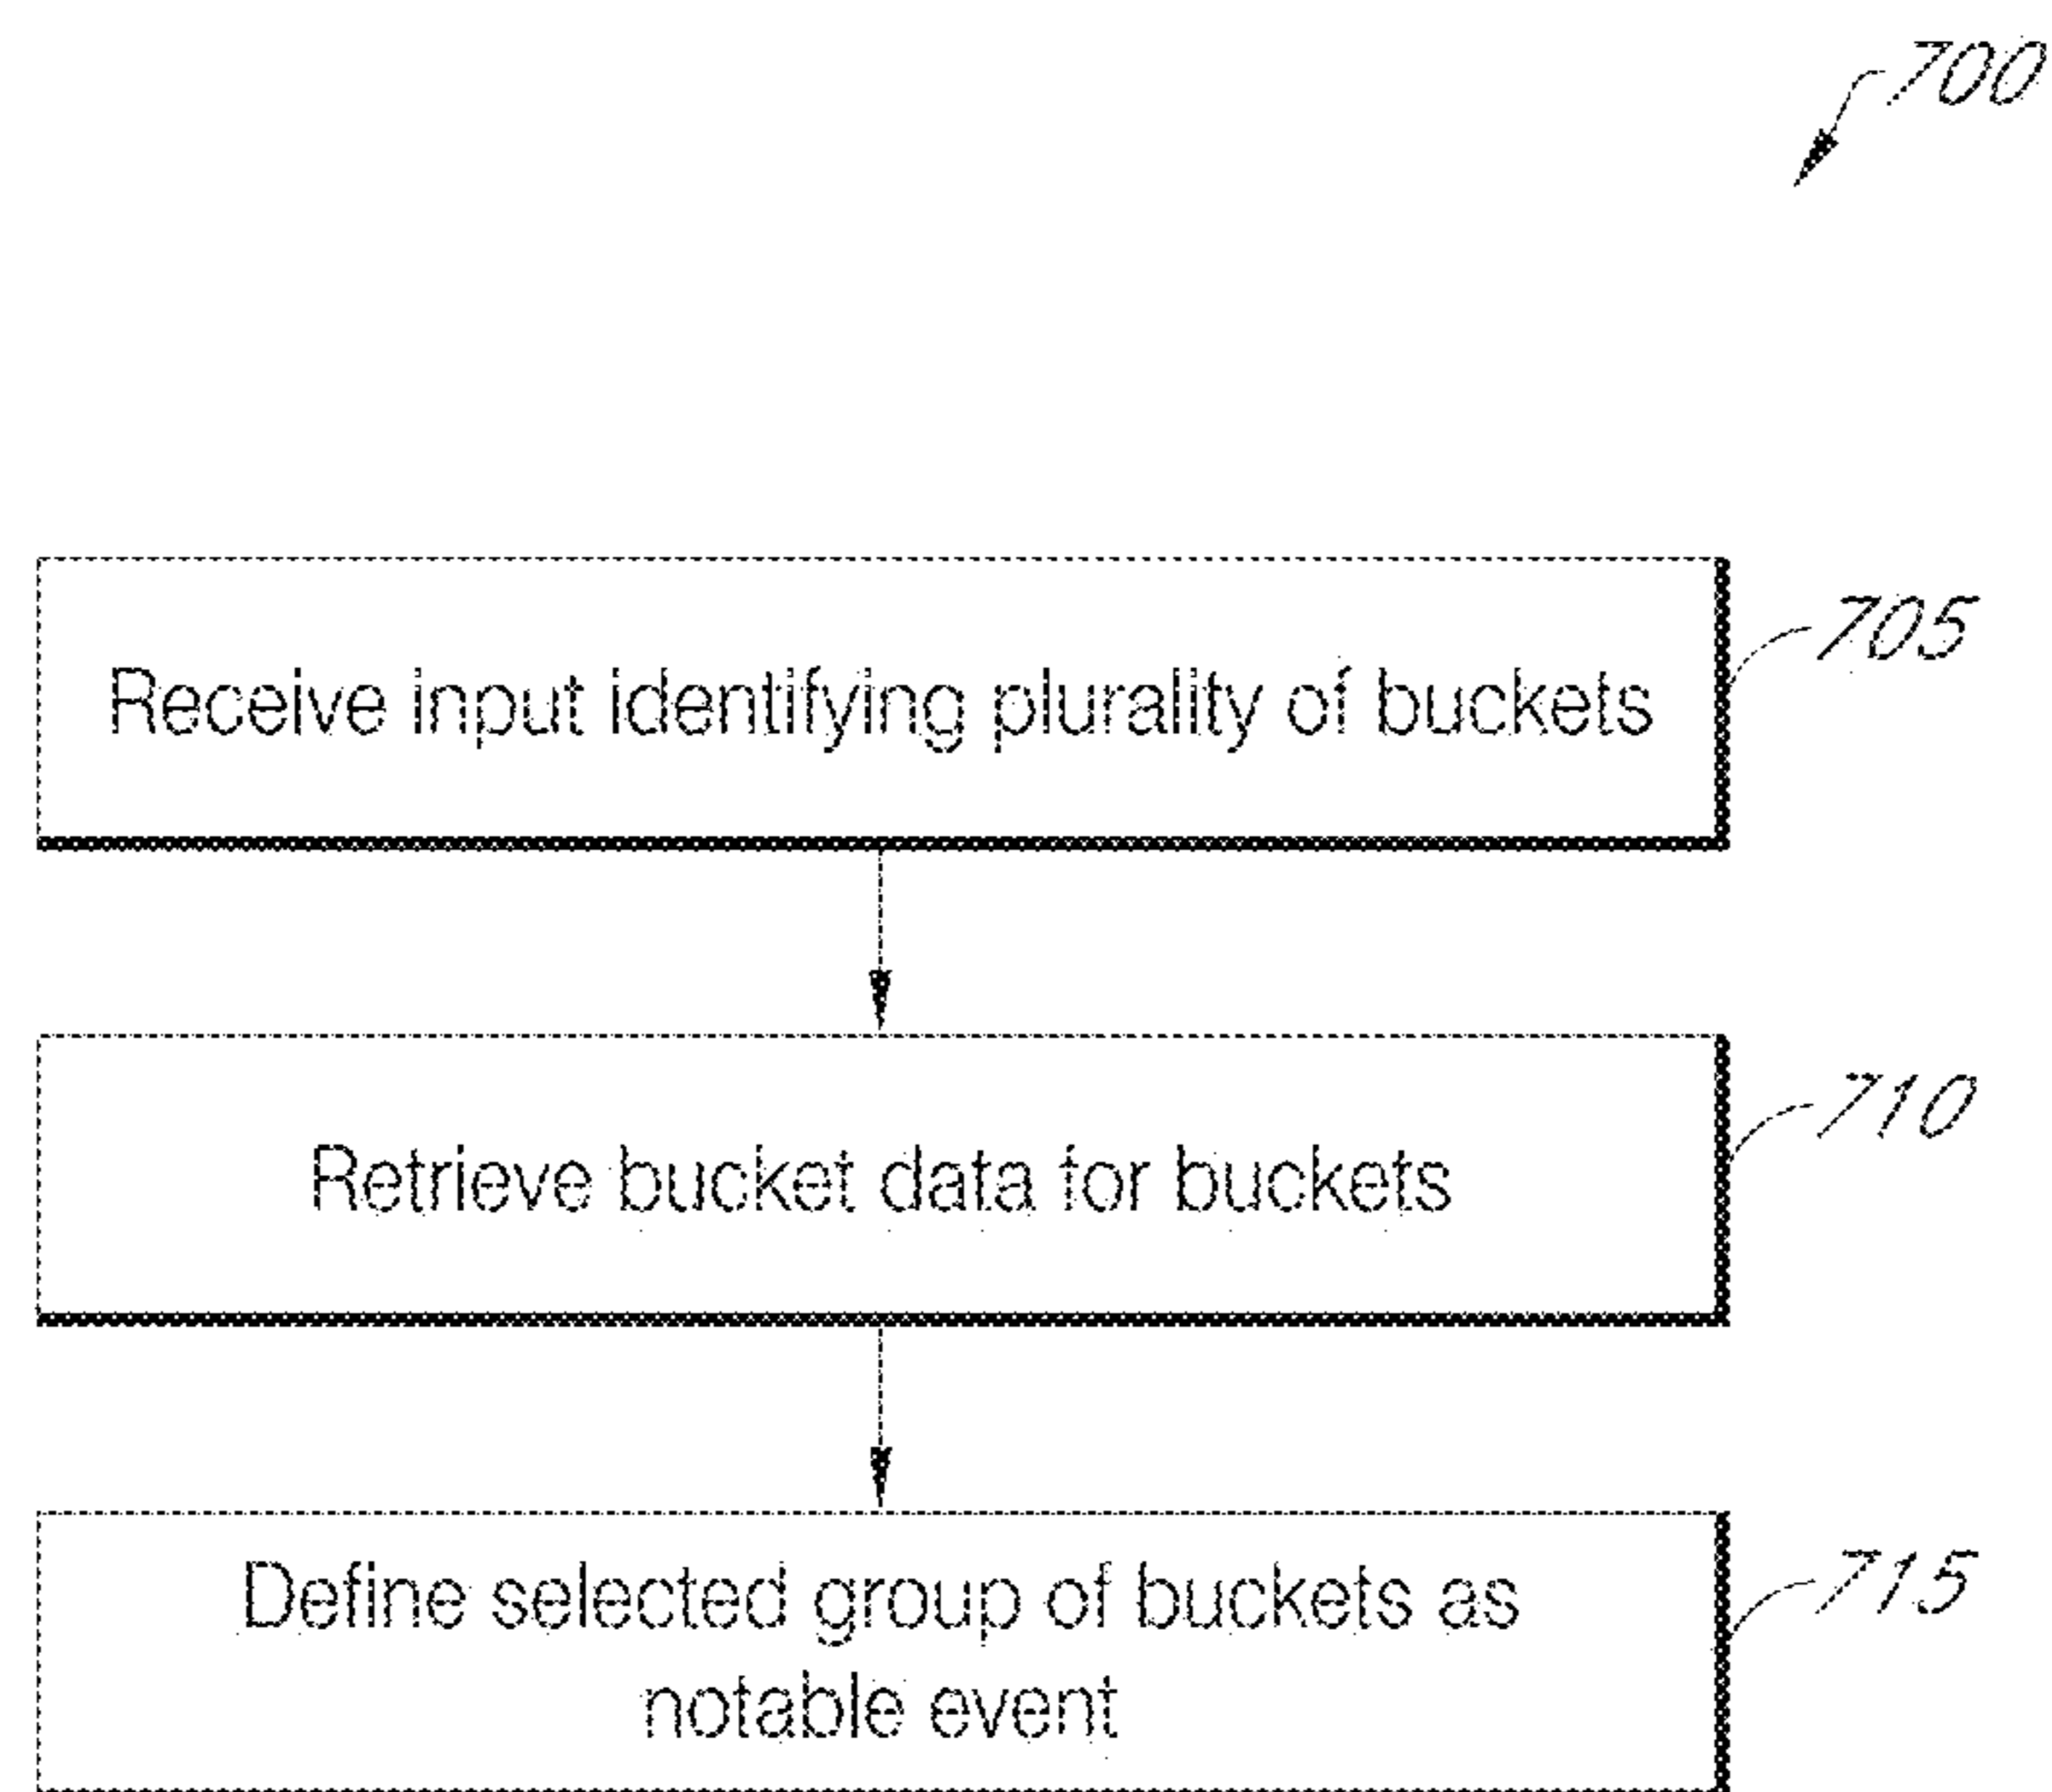 700
Receive input identifying plurality of buckets
705
Retrieve bucket data for buckets
710
Define selected group of buckets as
notable event
715